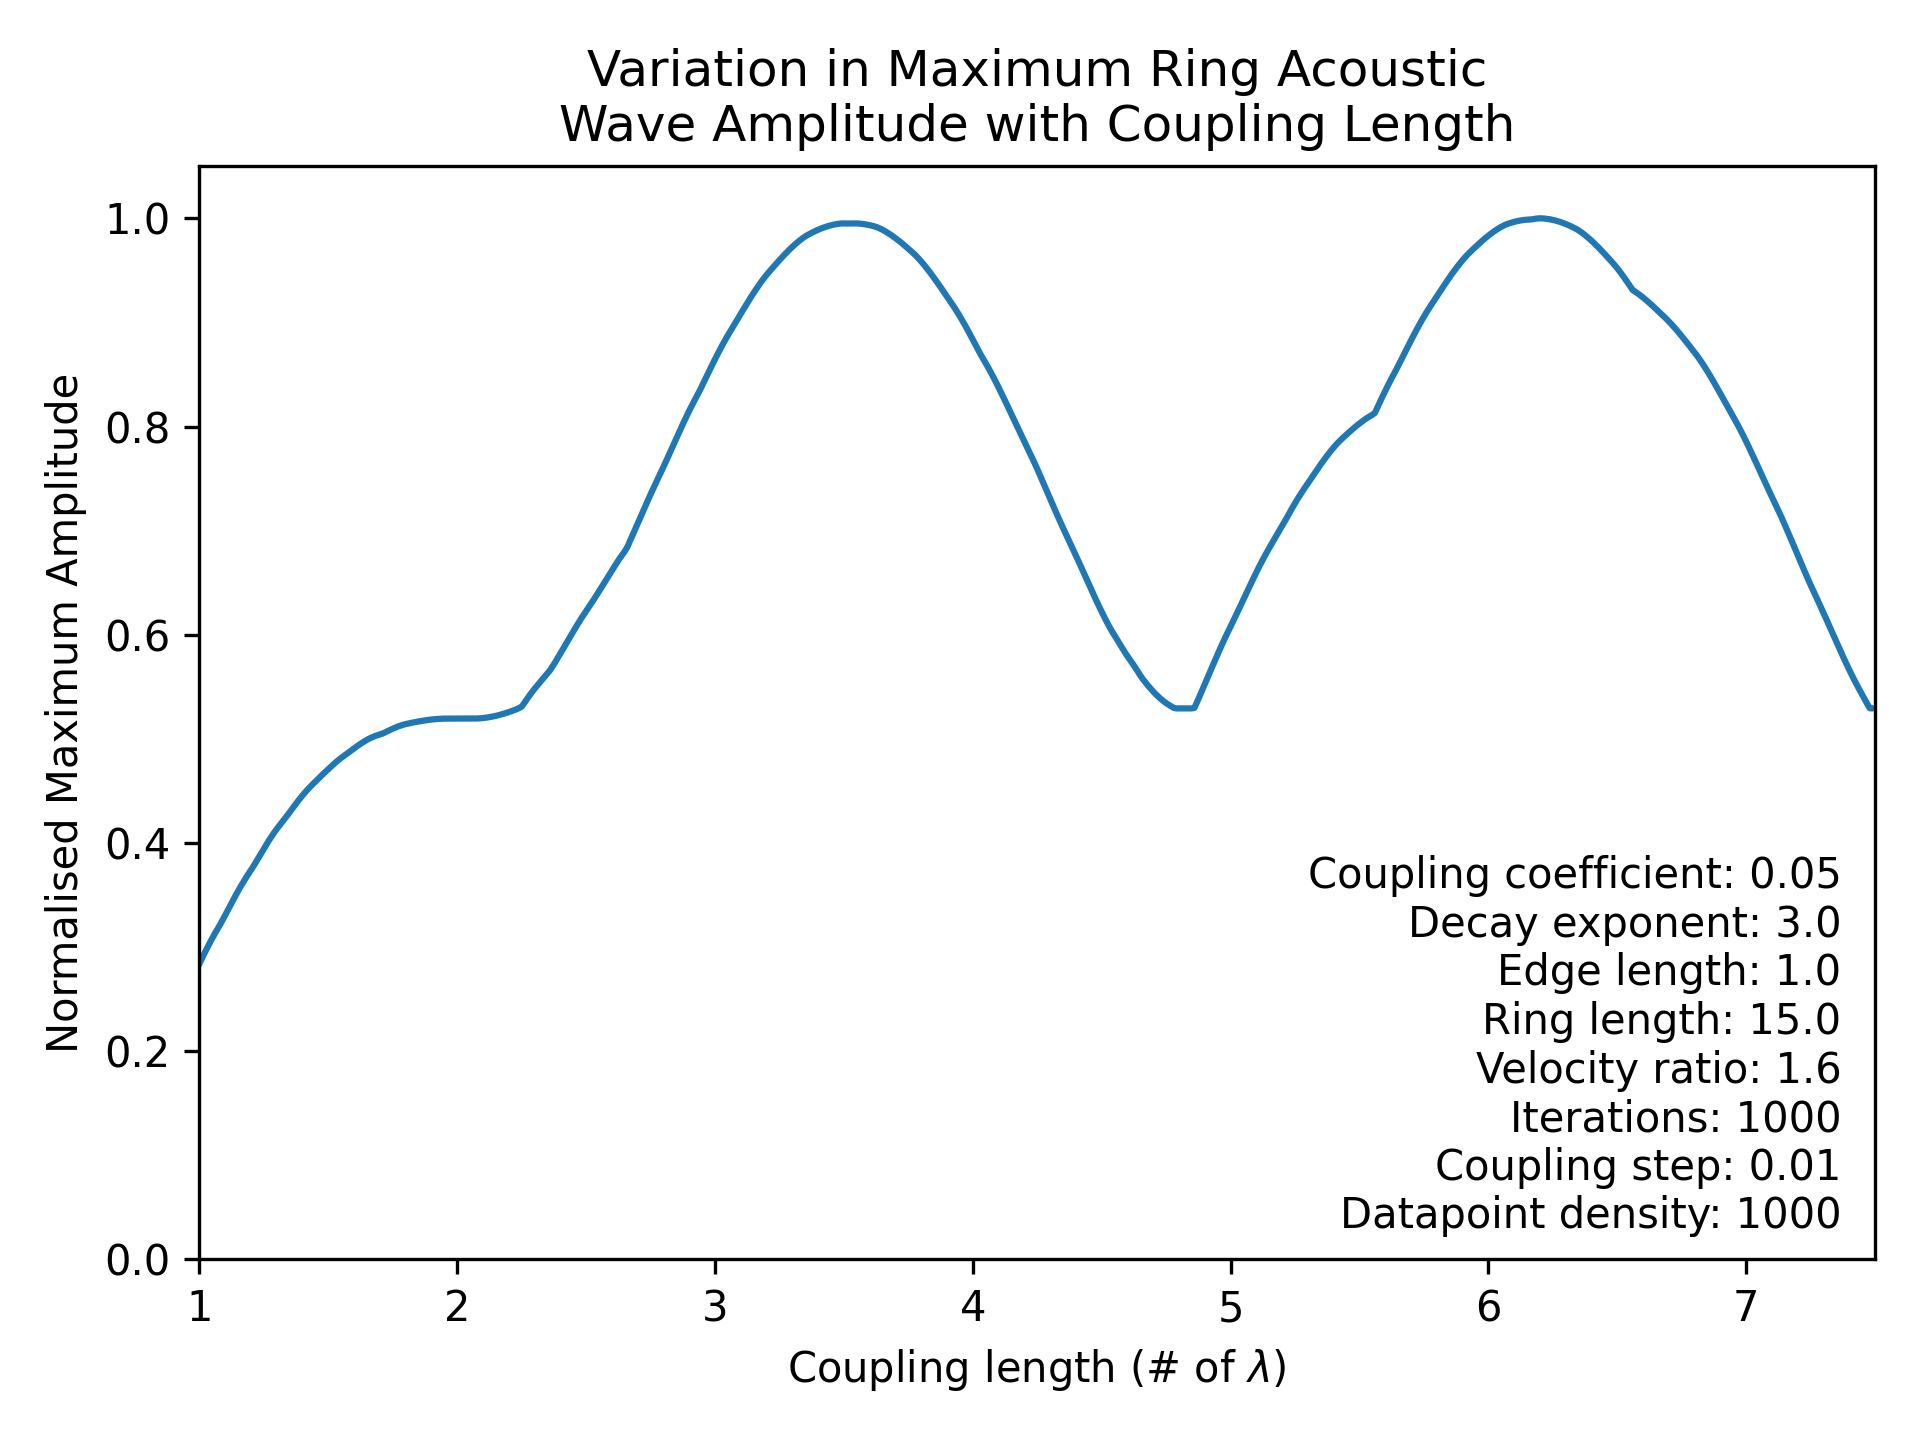 Variation in Maximum Ring Acoustic
Wave Amplitude with Coupling Length
Normalised Maximum Amplitude
1.0
0.8
0.6
0.4
0.2
0.0
Coupling coefficient: 0.05
Decay exponent: 3.0
Edge length: 1.0
Ring length: 15.0
Velocity ratio: 1.6
Iterations: 1000
Coupling step: 0.01
Datapoint density: 1000
1 2 3 4 5 6 7
Coupling length (# of λ)